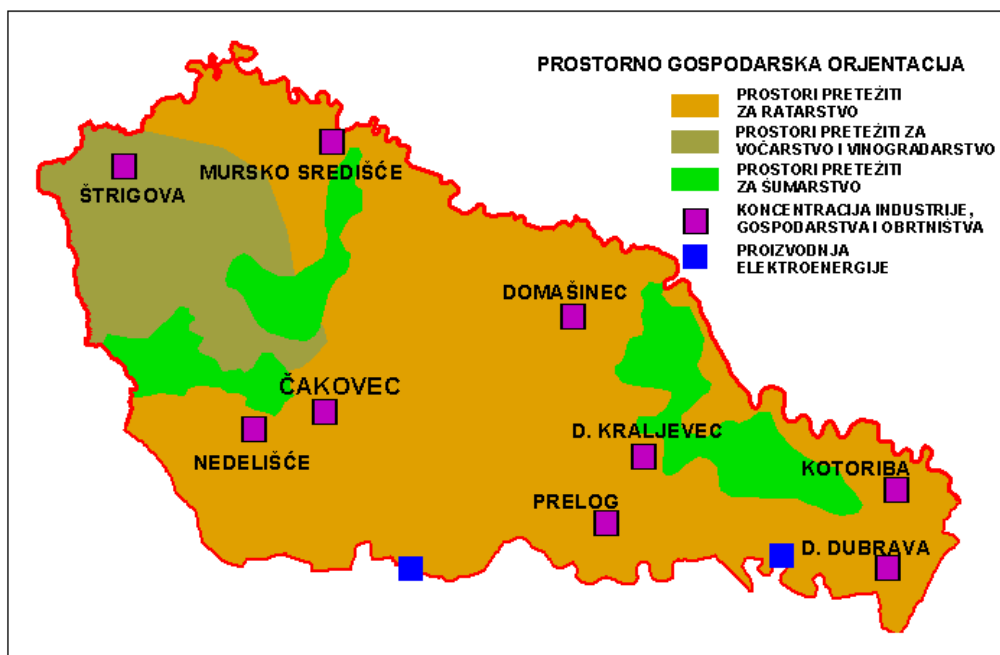 PROSTORNO GOSPODARSKA ORJENTACIJA
PROSTORI PRETEŽITI
ZA RATARSTVO
PROSTORI PRETEŽITI ZA
VOČARSTVO I VINOGRADARSTVO
PROSTORI PRETEŽITI
ZA ŠUMARSTVO
KONCENTRACIJA INDUSTRIJE,
GOSPODARSTVA I OBRTNIŠTVA
PROIZVODNJA
ELEKTROENERGIJE
MURSKO SREDIŠĆE
ŠTRIGOVA
DOMAŠINEC
ČAKOVEC
D. KRALJEVEC
NEDELIŠĆE
KOTORIBA
PRELOG
D. DUBRAVA